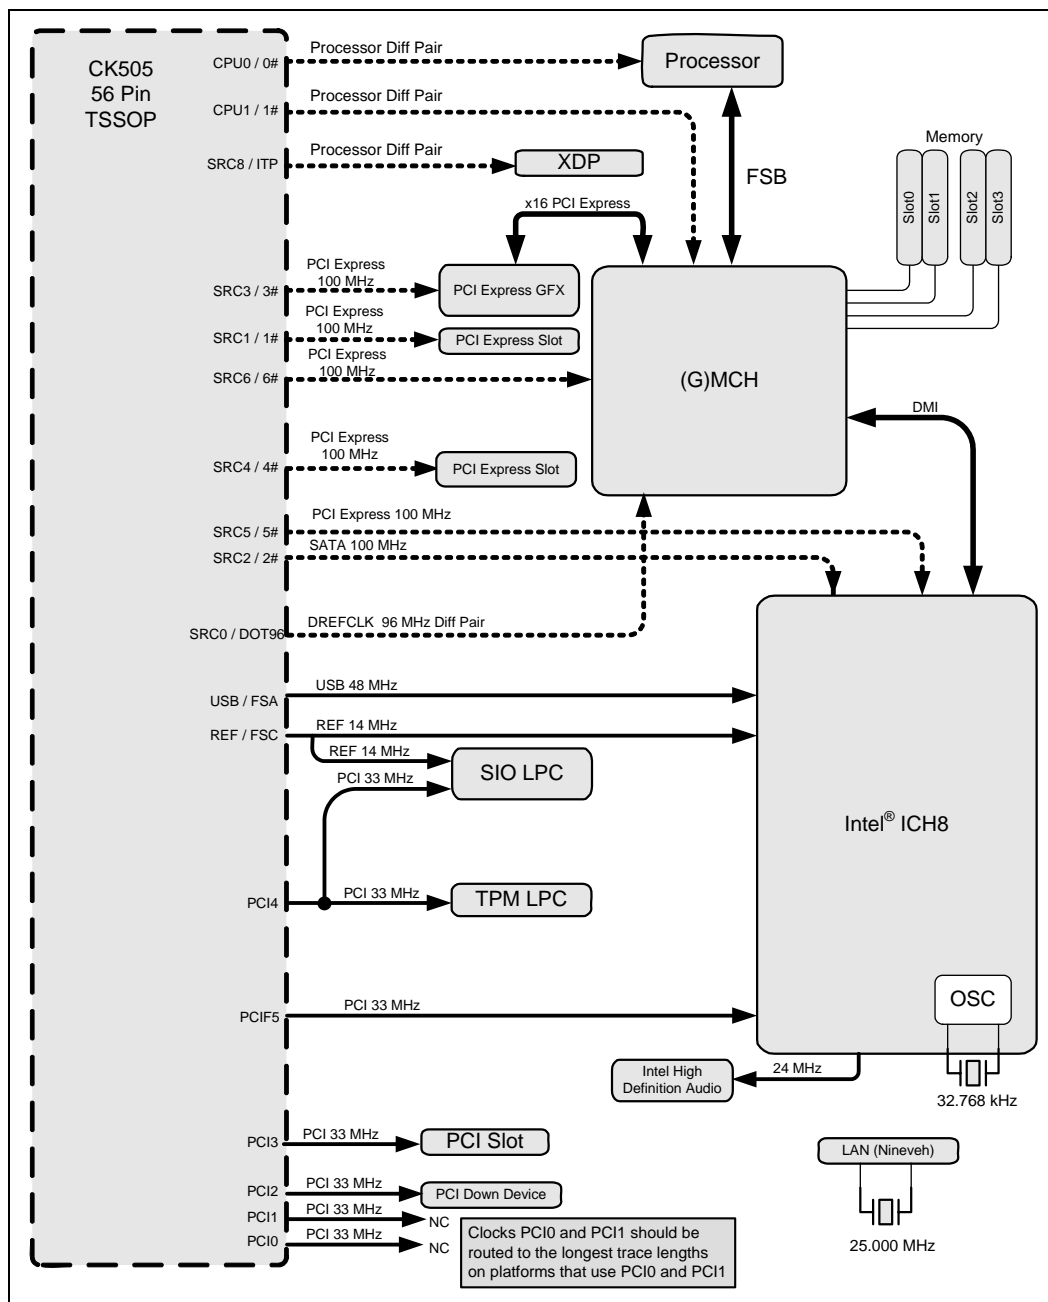 CK505
56 Pin
TSSOP
CPU0 / 0#
Processor Diff Pair
Processor
CPU1 / 1#
Processor Diff Pair
SRC8 / ITP
Processor Diff Pair
XDP
FSB
Memory
Slot0
Slot1
Slot2
Slot3
x16 PCI Express
SRC3 / 3#
PCI Express
100 MHz
PCI Express GFX
SRC1 / 1#
PCI Express
100 MHz
PCI Express Slot
SRC6 / 6#
PCI Express
100 MHz
(G)MCH
DMI
SRC4 / 4#
PCI Express
100 MHz
PCI Express Slot
SRC5 / 5#
PCI Express 100 MHz
SRC2 / 2#
SATA 100 MHz
SRC0 / DOT96
DREFCLK 96 MHz Diff Pair
USB / FSA
USB 48 MHz
REF / FSC
REF 14 MHz
REF 14 MHz
PCI 33 MHz
SIO LPC
Intel® ICH8
PCI4
PCI 33 MHz
TPM LPC
PCIF5
PCI 33 MHz
OSC
32.768 kHz
24 MHz
Intel High
Definition Audio
PCI3
PCI 33 MHz
PCI Slot
LAN (Nineveh)
25.000 MHz
PCI2
PCI 33 MHz
PCI Down Device
PCI1
PCI 33 MHz
NC
PCI0
PCI 33 MHz
NC
Clocks PCI0 and PCI1 should be
routed to the longest trace lengths
on platforms that use PCI0 and PCI1